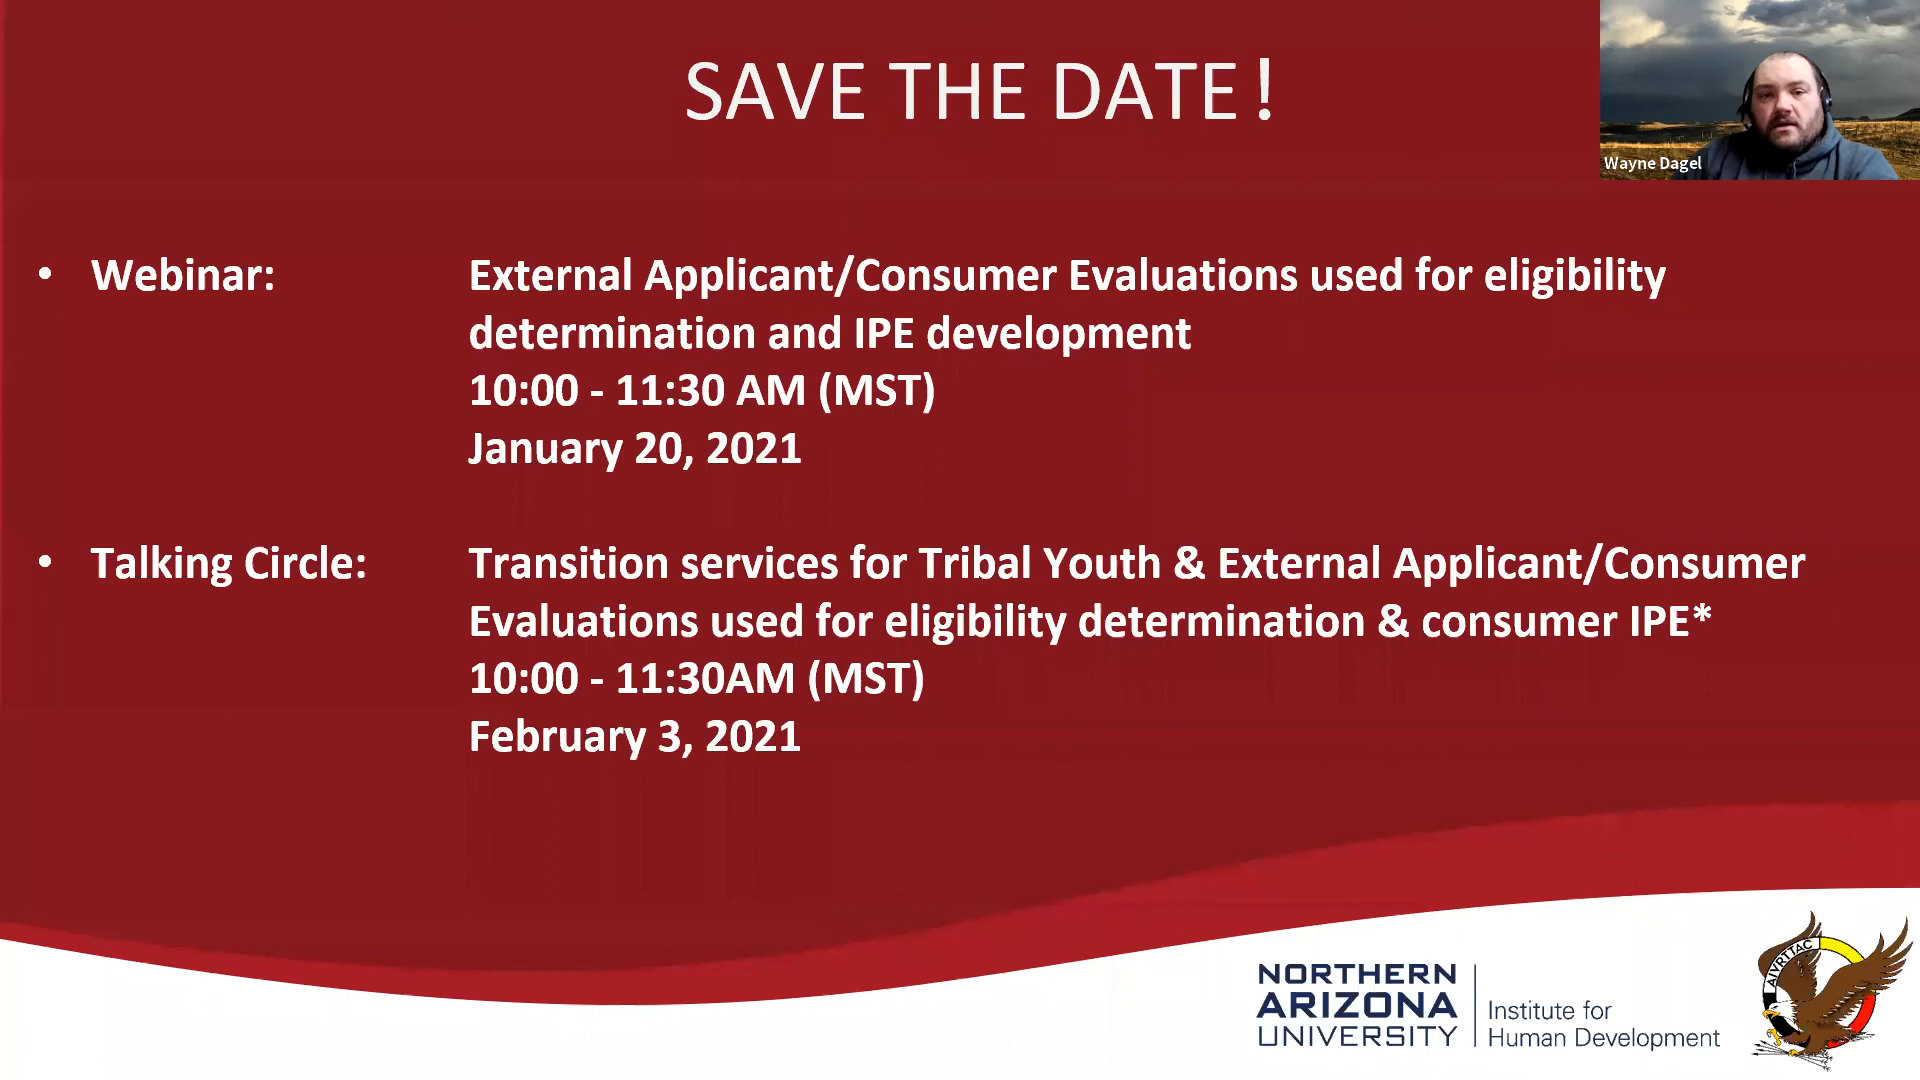 SAVE THE DATE!
Wayne Dagel
• Webinar:
External Applicant/Consumer Evaluations used for eligibility
determination and IPE development
10:00 - 11:30 AM (MST)
January 20, 2021
• Talking Circle:
Transition services for Tribal Youth & External Applicant/Consumer
Evaluations used for eligibility determination & consumer IPE*
10:00 - 11:30AM (MST)
February 3, 2021
NORTHERN
ARIZONA
UNIVERSITY
Institute for
Human Development
AIVRTTAC